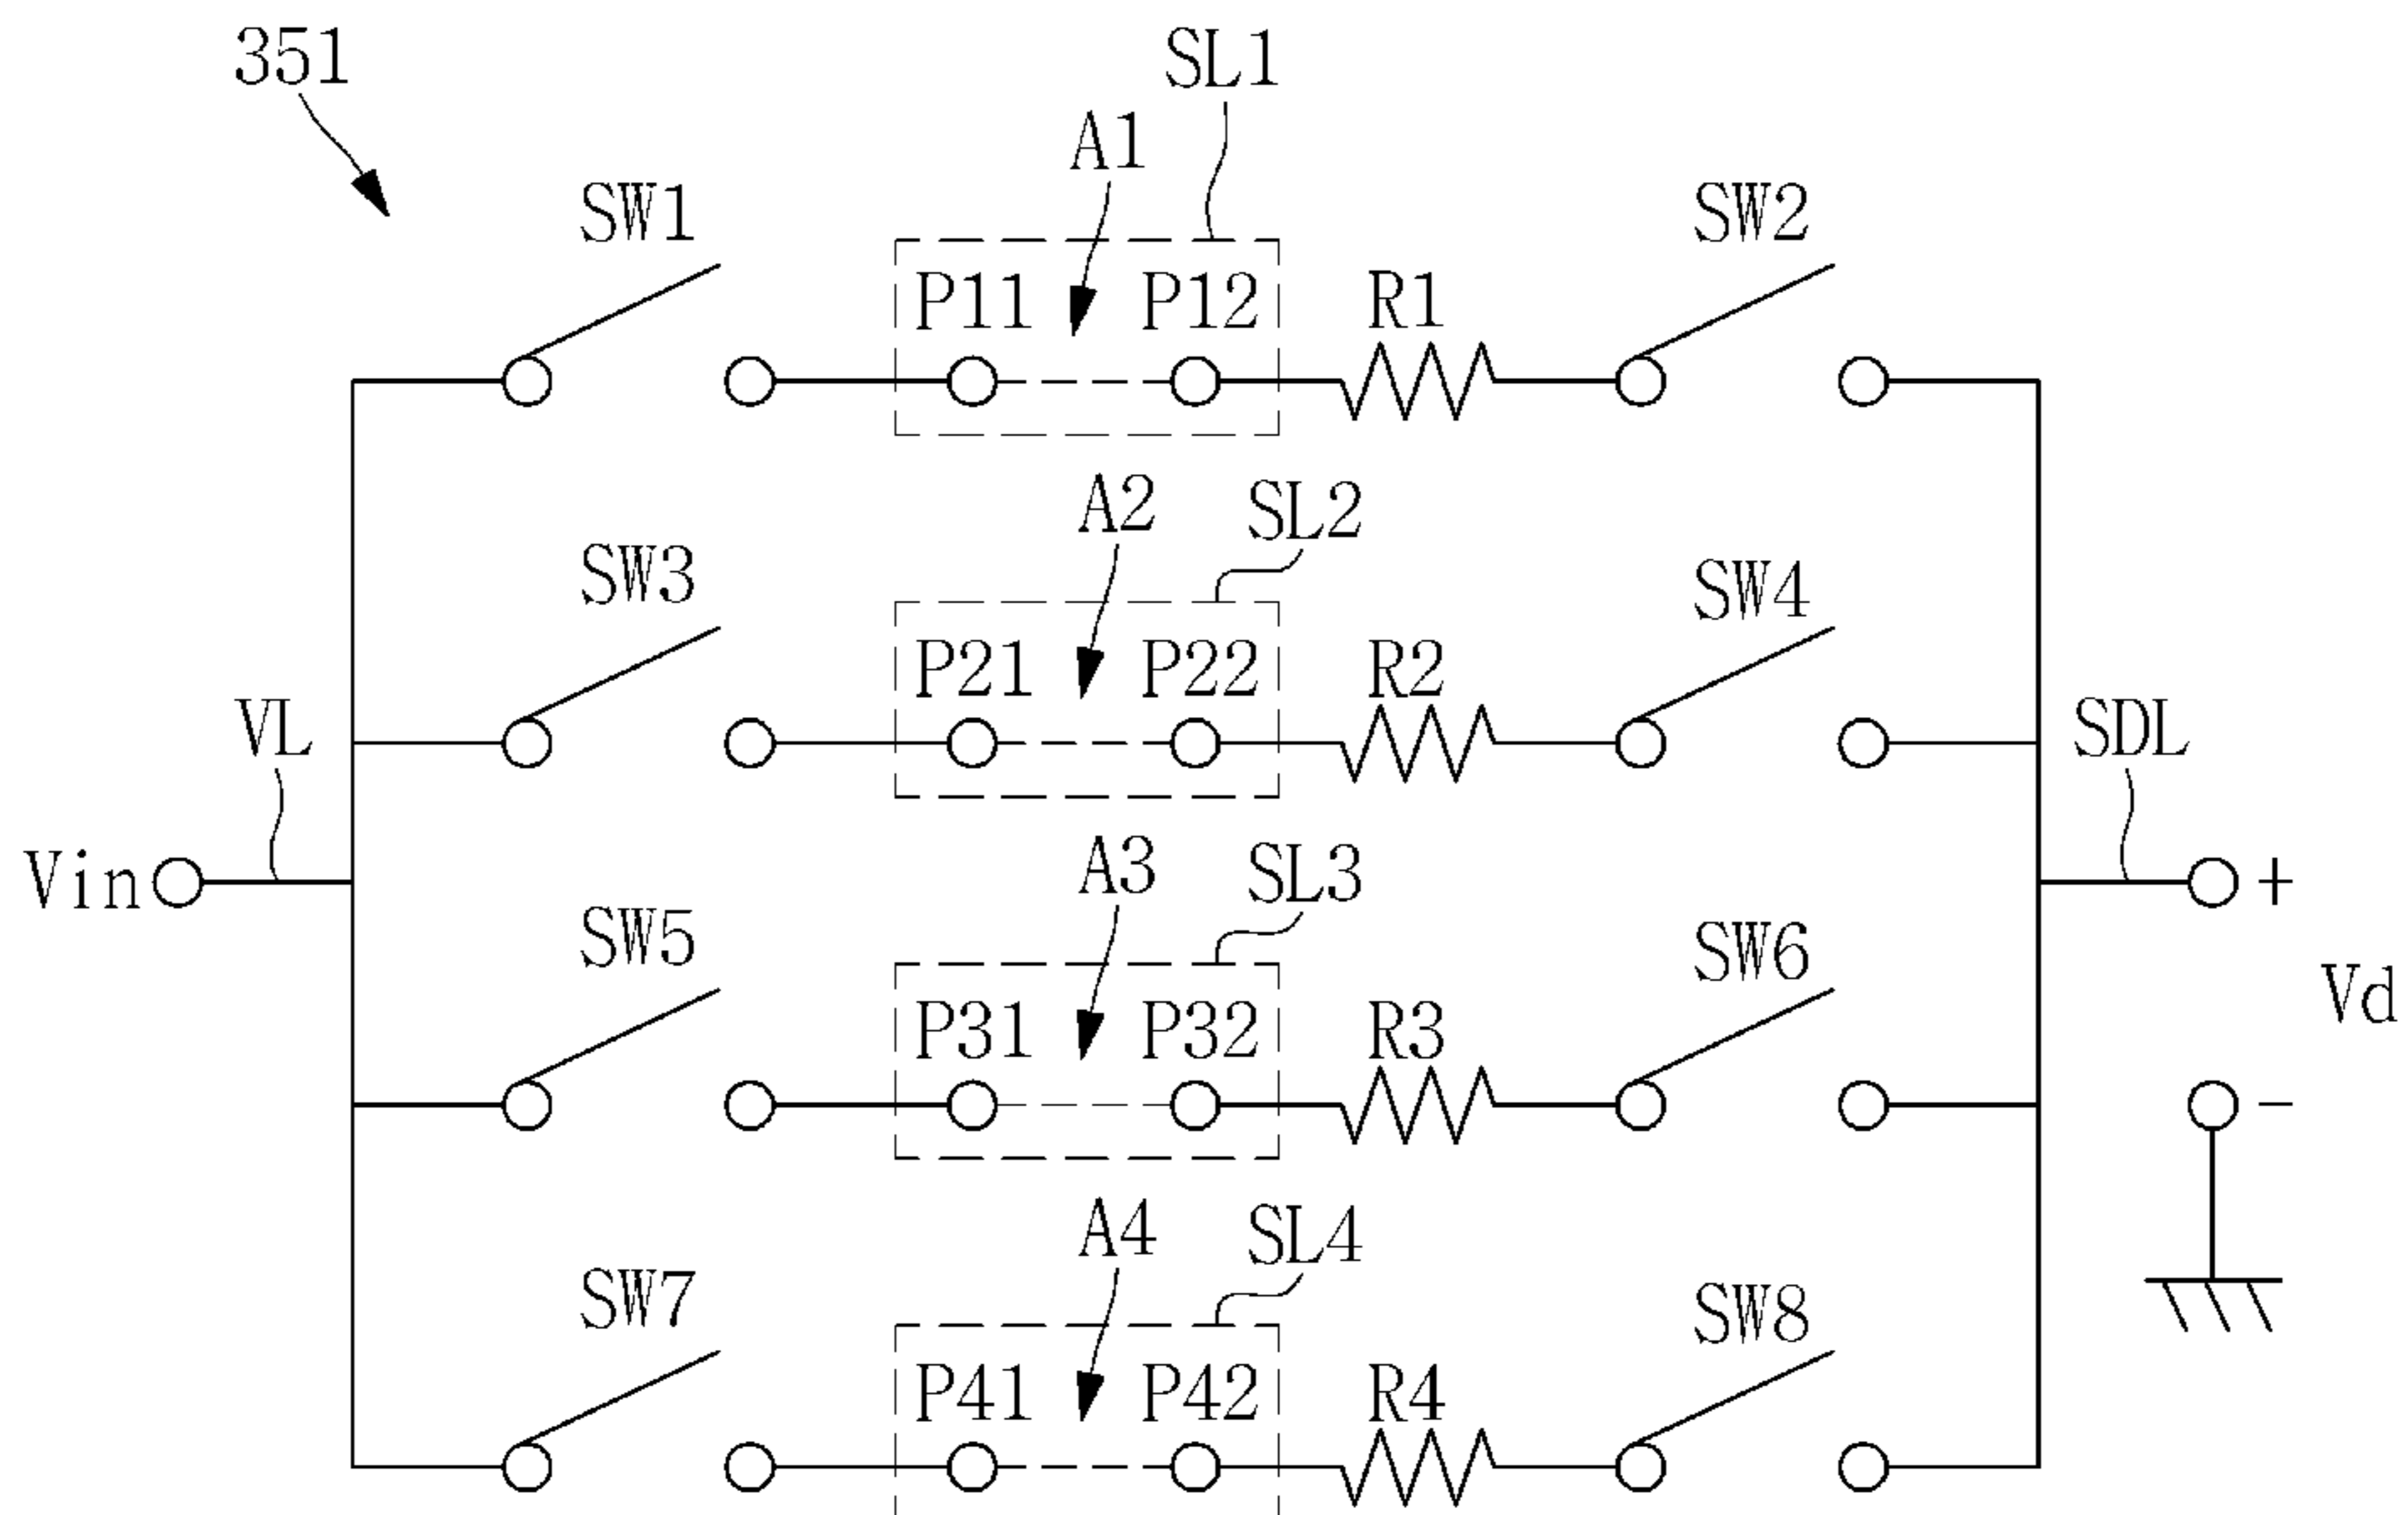 351
SL1
A1
SW1
SW2
P11
P12
R1
A2
SL2
SW3
SW4
P21
P22
R2
VL
SDL
A3
SL3
Vin
+
SW5
SW6
Vd
P31
P32
R3
-
A4
SL4
SW7
SW8
P41
P42
R4